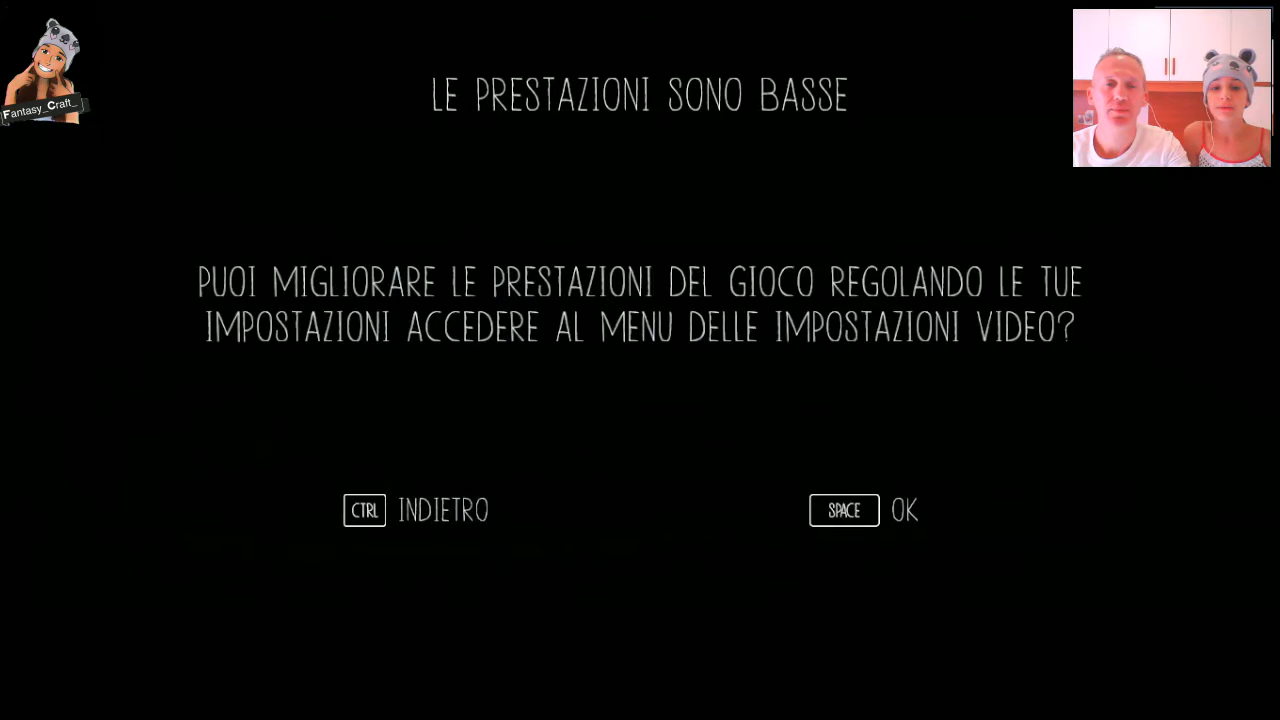 Fantasy_Craft_
LE PRESTAZIONI SONO BASSE
PUOI MIGLIORARE LE PRESTAZIONI DEL GIOCO REGOLANDO LE TUE
IMPOSTAZIONI ACCEDERE AL MENU DELLE IMPOSTAZIONI VIDEO?
CTRL INDIETRO
SPACE OK